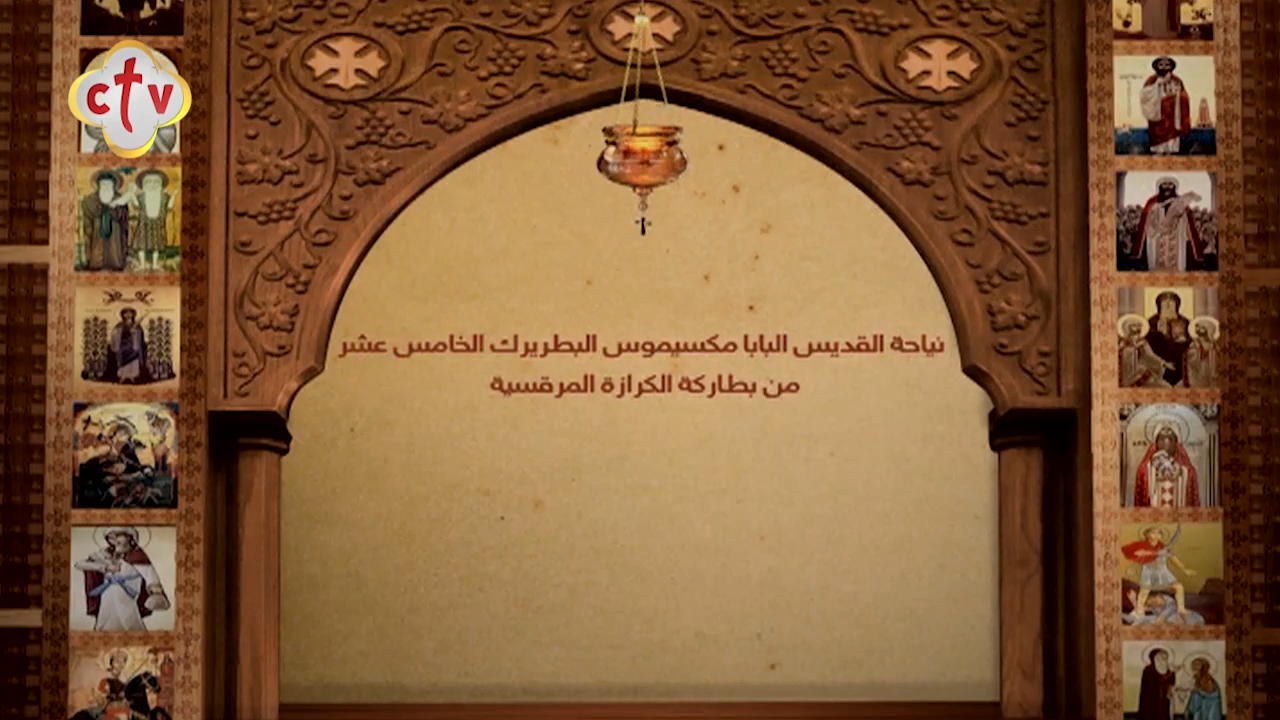 ctv
نياحة القديس البابا مكسيموس البطريرك الخامس عشر
من بطاركة الكرازة المرقسية